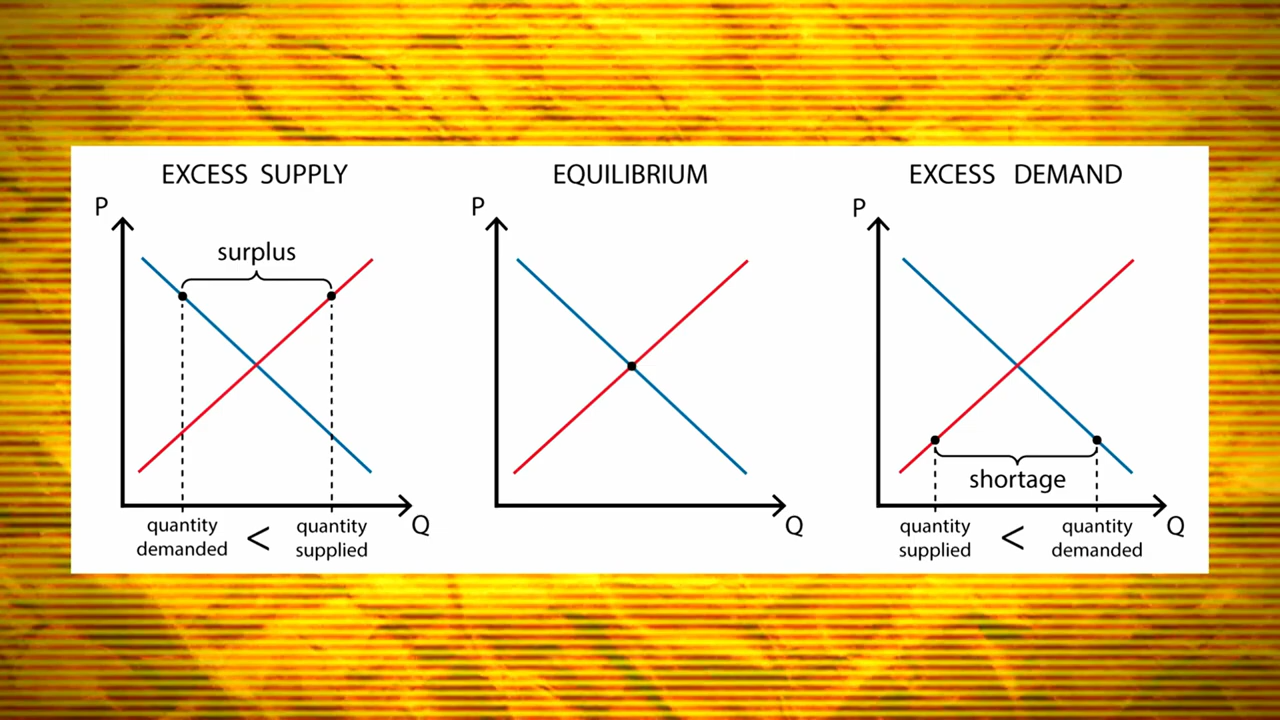 EXCESS SUPPLY
P
surplus
quantity demanded < quantity supplied
Q
EQUILIBRIUM
P
Q
EXCESS DEMAND
P
shortage
quantity supplied < quantity demanded
Q